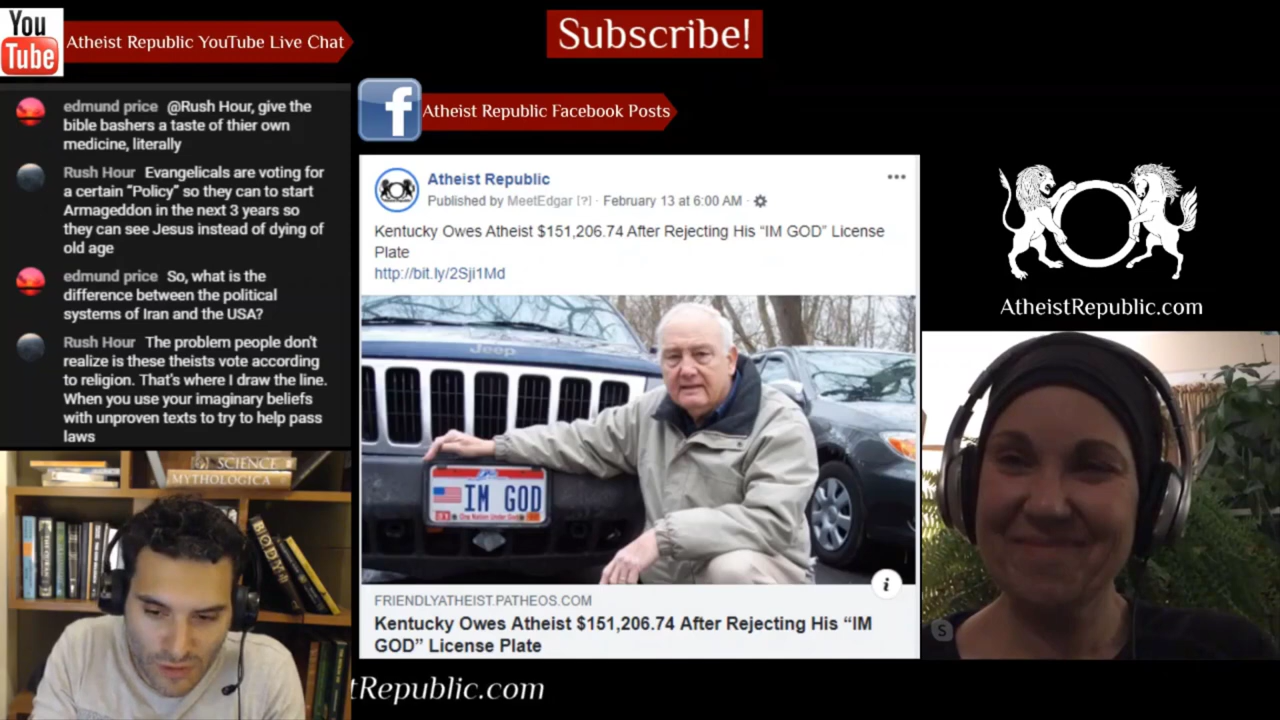 You
Tube
Atheist Republic YouTube Live Chat
Subscribe!
edmund price @Rush Hour, give the
bible bashers a taste of thier own
medicine, literally
Rush Hour Evangelicals are voting for
a certain "Policy" so they can to start
Armageddon in the next 3 years so
they can see Jesus instead of dying of
old age
edmund price So, what is the
difference between the political
systems of Iran and the USA?
Rush Hour The problem people don't
realize is these theists vote according
to religion. That's where I draw the line.
When you use your imaginary beliefs
with unproven texts to try to help pass
laws
f
Atheist Republic Facebook Posts
Atheist Republic
Published by MeetEdgar [?] · February 13 at 6:00 AM ·
Kentucky Owes Atheist $151,206.74 After Rejecting His “IM GOD” License
Plate
http://bit.ly/2Sji1Md
Jeep
IM GOD
One Nation Under God
i
FRIENDLYATHEIST.PATHEOS.COM
Kentucky Owes Atheist $151,206.74 After Rejecting His “IM
GOD” License Plate
AtheistRepublic.com
SCIENCE
MYTHOLOGICA
BODY
S
tRepublic.com